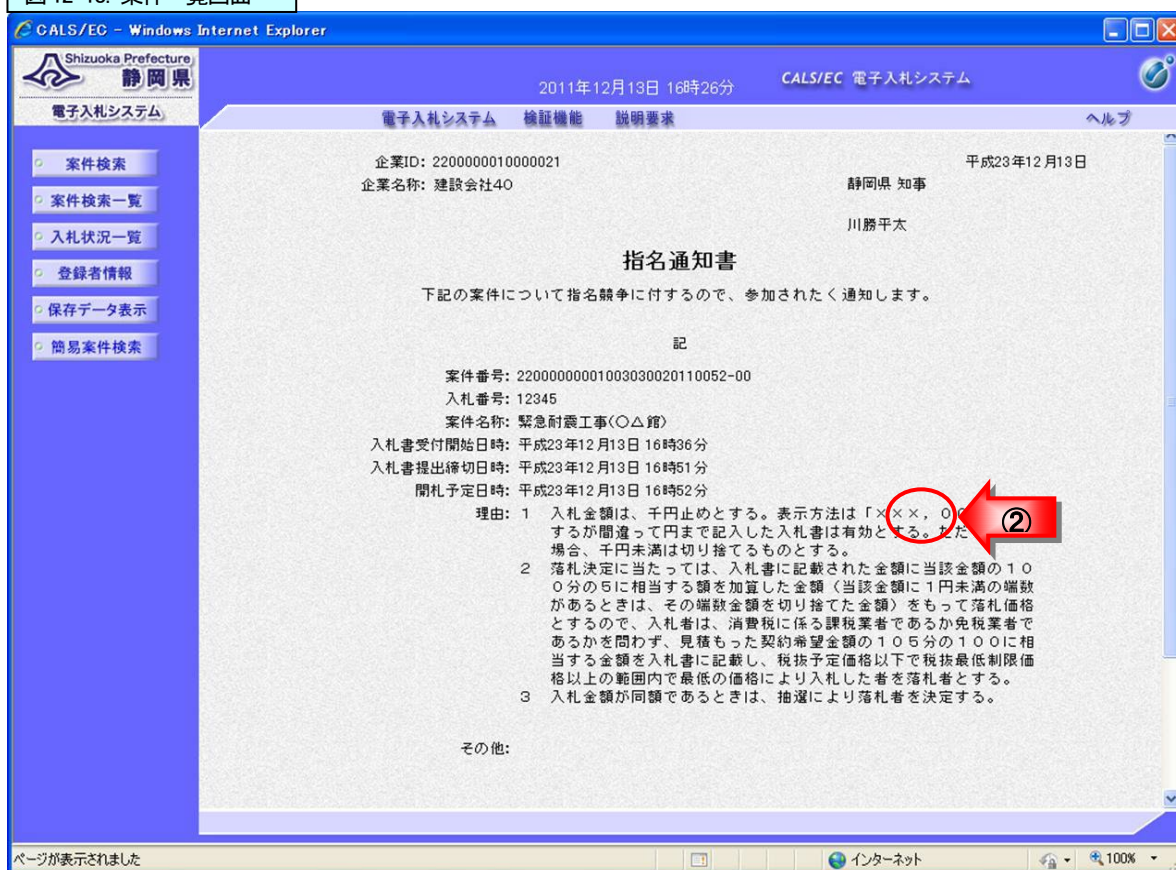 図12-13. 案件一覧画面
CALS/EC - Windows Internet Explorer
Shizuoka Prefecture
静岡県
電子入札システム
2011年12月13日 16時26分
CALS/EC 電子入札システム
電子入札システム 検証機能 説明要求 ヘルプ
案件検索
案件検索一覧
入札状況一覧
登録者情報
保存データ表示
簡易案件検索
企業ID: 2200000010000021
平成23年12月13日
企業名称: 建設会社40
静岡県 知事
川勝平太
指名通知書
下記の案件について指名競争に付するので、参加されたく通知します。
記
案件番号: 2200000000100303002011​0052-00
入札番号: 12345
案件名称: 緊急耐震工事(○△館)
入札書受付開始日時: 平成23年12月13日 16時36分
入札書提出締切日時: 平成23年12月13日 16時51分
開札予定日時: 平成23年12月13日 16時52分
理由: 1 入札金額は、千円止めとする。表示方法は「×××，0
②
するが間違って円まで記入した入札書は有効とする。ただ
場合、千円未満は切り捨てるものとする。
2 落札決定に当たっては、入札書に記載された金額に当該金額の１０
０分の５に相当する額を加算した金額（当該金額に１円未満の端数
があるときは、その端数金額を切り捨てた金額）をもって落札価格
とするので、入札者は、消費税に係る課税業者であるか免税業者で
あるかを問わず、見積もった契約希望金額の１０５分の１００に相
当する金額を入札書に記載し、税抜予定価格以下で税抜最低制限価
格以上の範囲内で最低の価格により入札した者を落札者とする。
3 入札金額が同額であるときは、抽選により落札者を決定する。
その他:
ページが表示されました
インターネット
100%